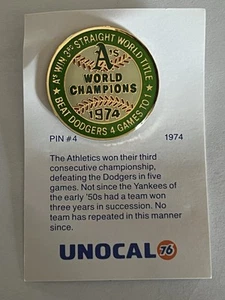 A's WIN 3RD STRAIGHT WORLD TITLE
A's
WORLD
CHAMPIONS
1974
BEAT DODGERS 4 GAMES TO 1
PIN #4 1974
The Athletics won their third
consecutive championship,
defeating the Dodgers in five
games. Not since the Yankees of
the early '50s had a team won
three years in succession. No
team has repeated in this manner
since.
UNOCAL 76